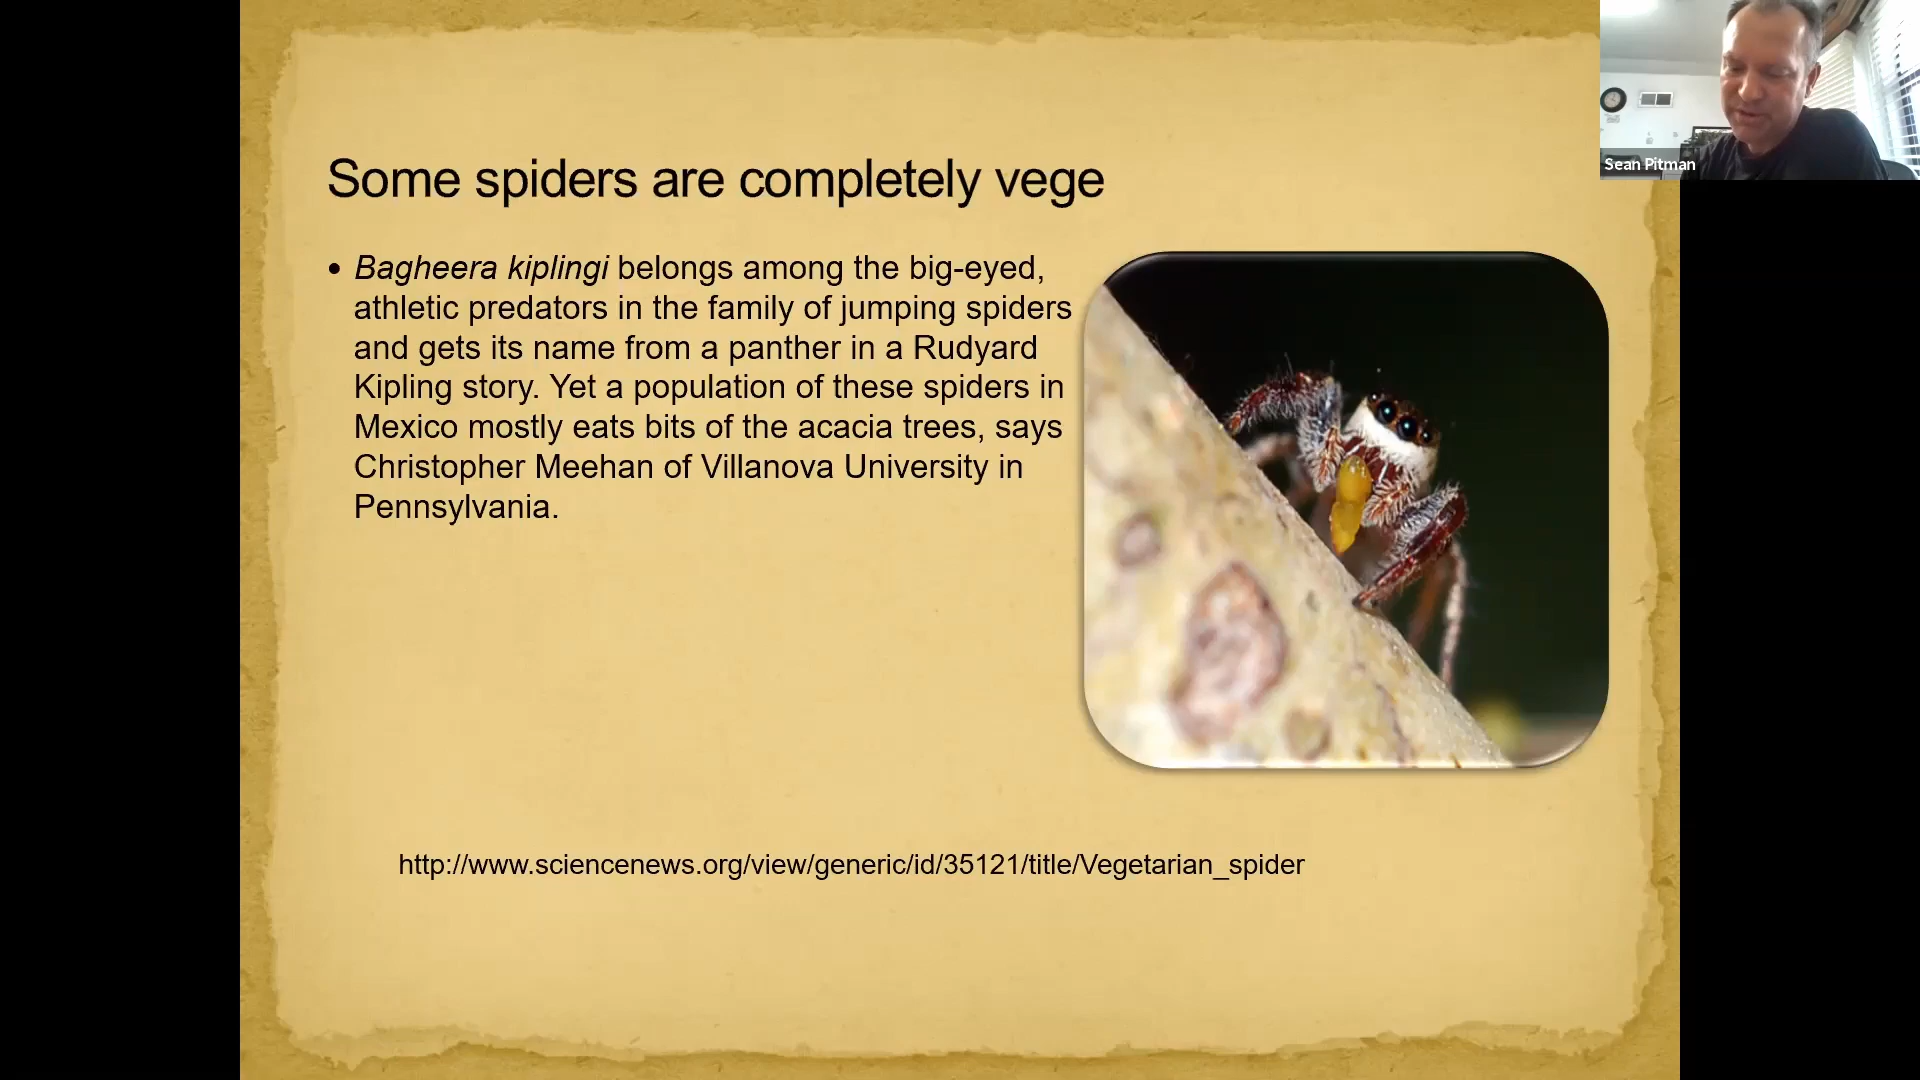 Some spiders are completely vege
• Bagheera kiplingi belongs among the big-eyed,
athletic predators in the family of jumping spiders
and gets its name from a panther in a Rudyard
Kipling story. Yet a population of these spiders in
Mexico mostly eats bits of the acacia trees, says
Christopher Meehan of Villanova University in
Pennsylvania.
http://www.sciencenews.org/view/generic/id/35121/title/Vegetarian_spider
Sean Pitman